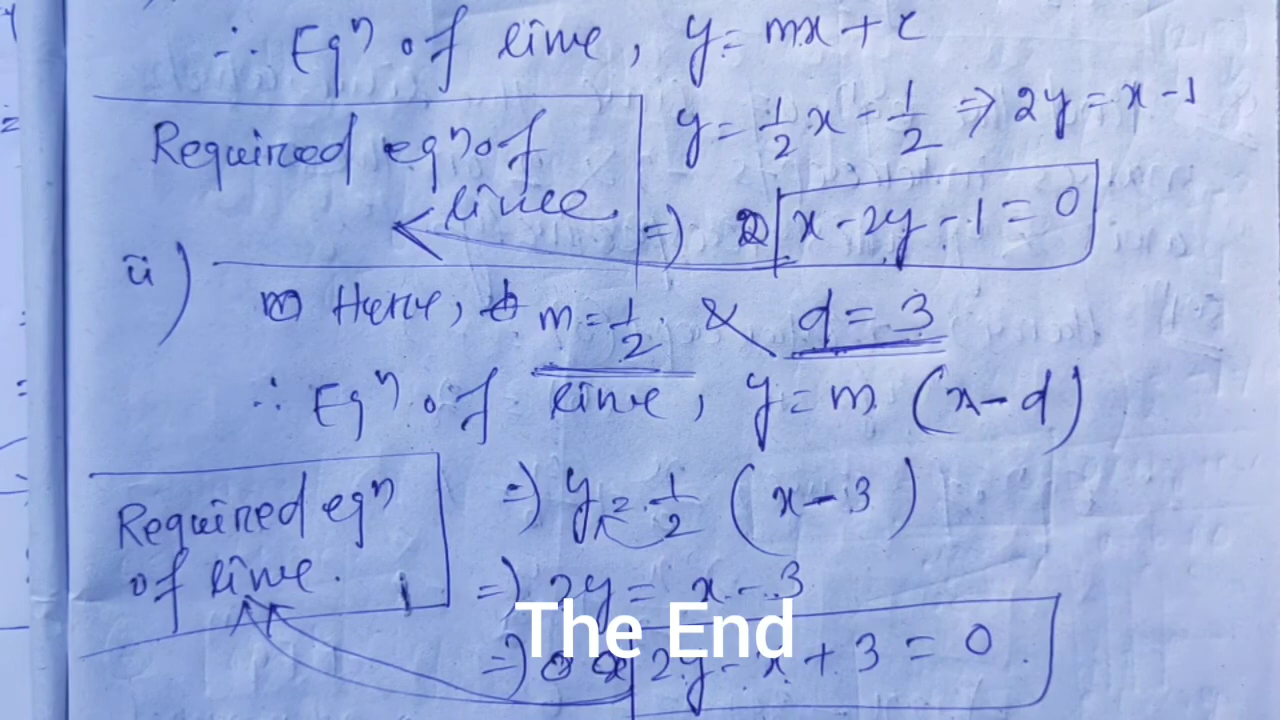 ∴ Eqⁿ of line, y = mx + c
y = 1/2 x - 1/2 ⇒ 2y = x - 1
Required eqⁿ of line
⇒ x - 2y - 1 = 0
ii)
Here, m = 1/2 & d = 3
∴ Eqⁿ of line, y = m (x - d)
⇒ y = 1/2 (x - 3)
Required eqⁿ
of line.
⇒ 2y = x - 3
⇒ 2y - x + 3 = 0
The End